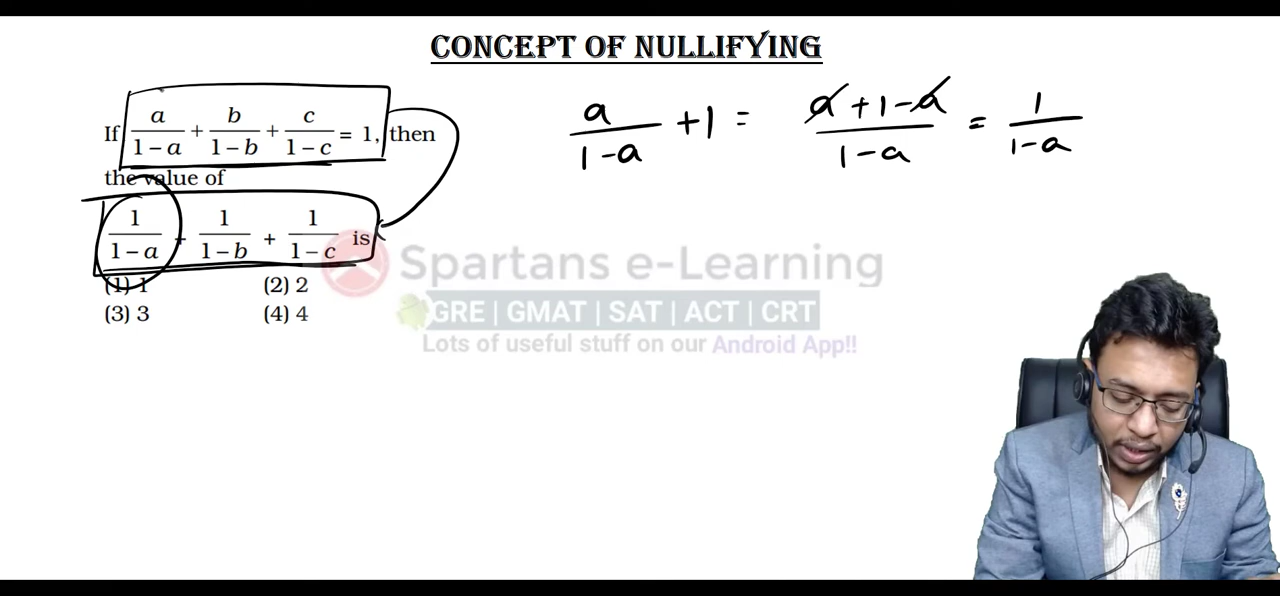 CONCEPT OF NULLIFYING
If a/(1 − a) + b/(1 − b) + c/(1 − c) = 1, then
the value of
1/(1 − a) + 1/(1 − b) + 1/(1 − c) is
(1) 1 (2) 2
(3) 3 (4) 4
a/(1-a) + 1 = (a + 1 - a)/(1-a) = 1/(1-a)
Spartans e-Learning
GRE | GMAT | SAT | ACT | CRT
Lots of useful stuff on our Android App!!